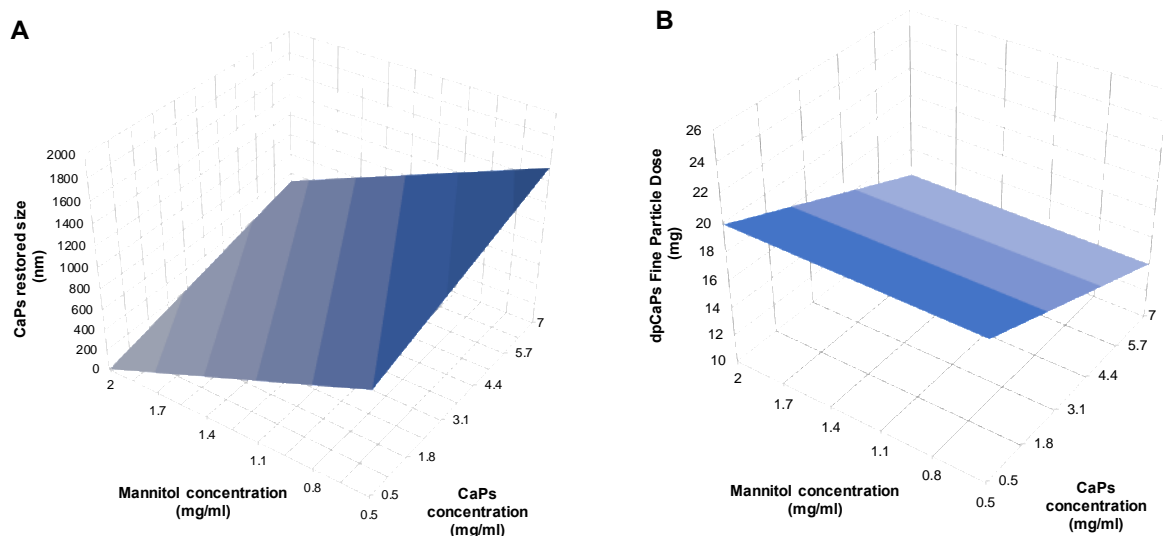 A
CaPs restored size
(nm)
2000
1800
1600
1400
1200
1000
800
600
400
200
0
2
1.7
1.4
1.1
0.8
0.5
Mannitol concentration
(mg/ml)
0.5
1.8
3.1
4.4
5.7
7
CaPs
concentration
(mg/ml)
B
dpCaPs Fine Particle Dose
(mg)
26
24
22
20
18
16
14
12
10
2
1.7
1.4
1.1
0.8
0.5
Mannitol concentration
(mg/ml)
0.5
1.8
3.1
4.4
5.7
7
CaPs
concentration
(mg/ml)